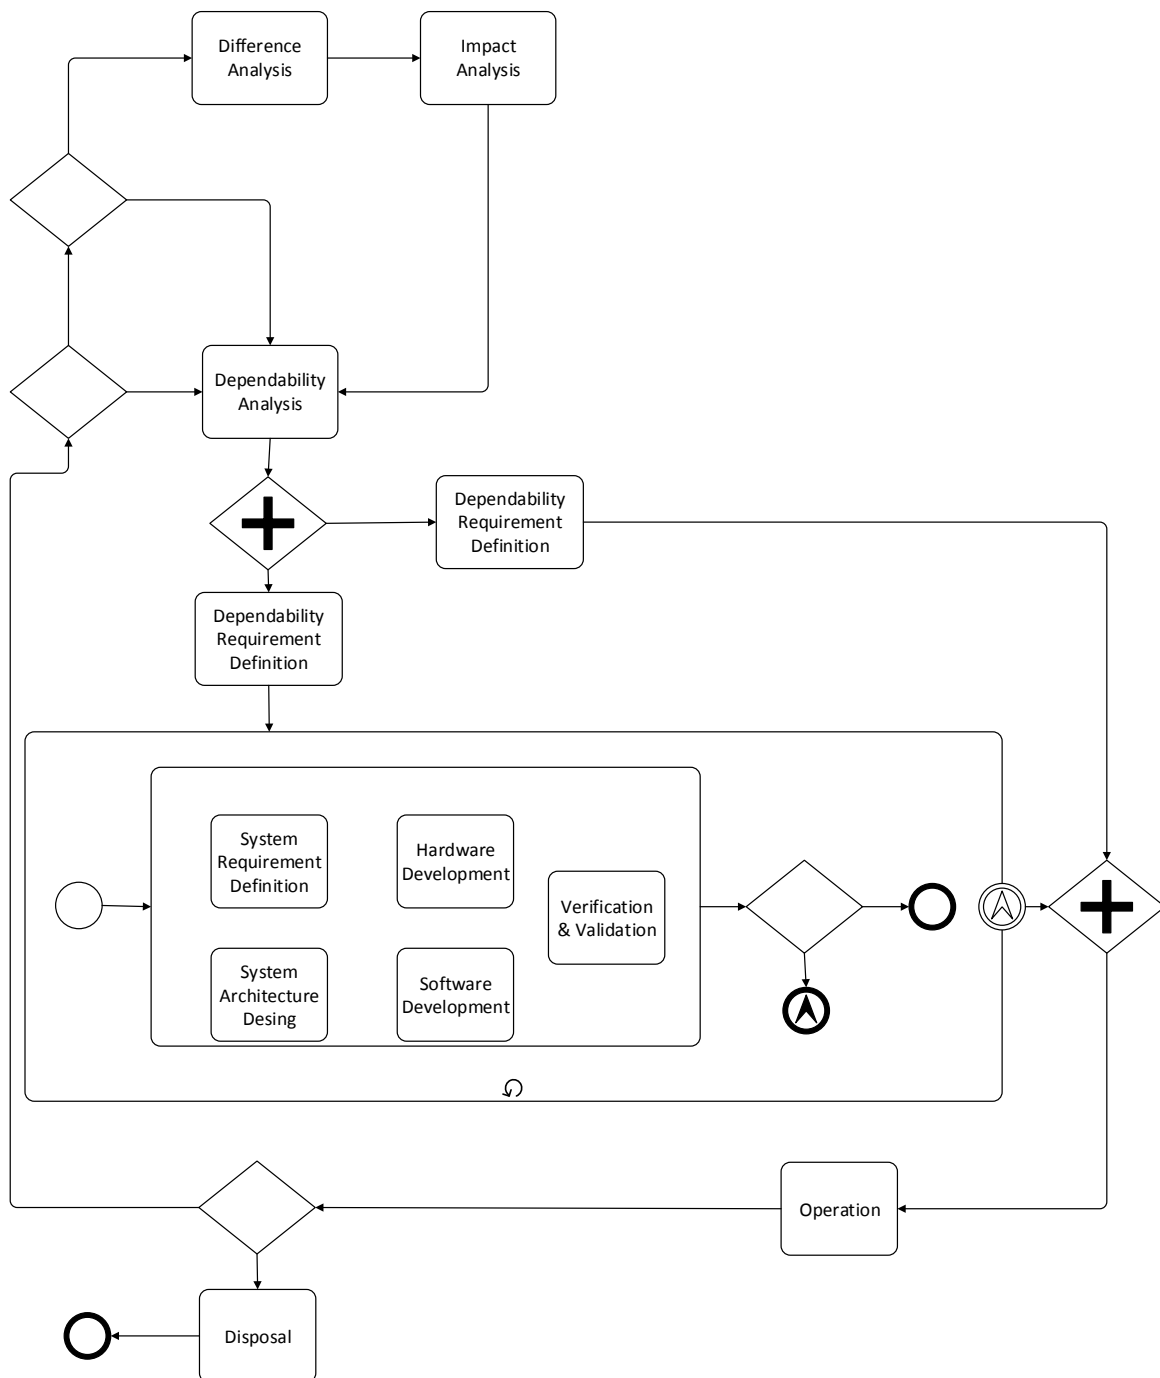 Difference
Analysis
Impact
Analysis
Dependability
Analysis
Dependability
Requirement
Definition
Dependability
Requirement
Definition
System
Requirement
Definition
Hardware
Development
Verification
& Validation
System
Architecture
Desing
Software
Development
Operation
Disposal